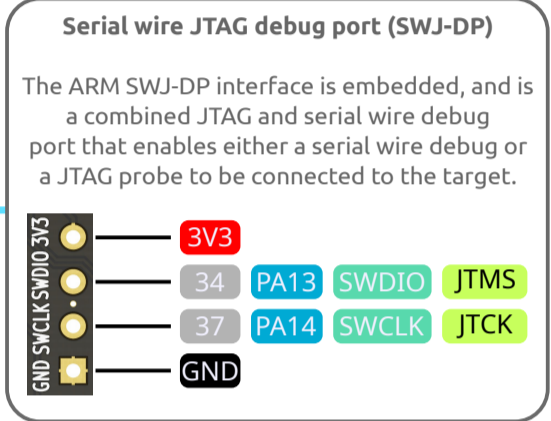 Serial wire JTAG debug port (SWJ-DP)
The ARM SWJ-DP interface is embedded, and is
a combined JTAG and serial wire debug
port that enables either a serial wire debug or
a JTAG probe to be connected to the target.
GND SWCLK SWDIO 3V3
3V3
34 PA13 SWDIO JTMS
37 PA14 SWCLK JTCK
GND